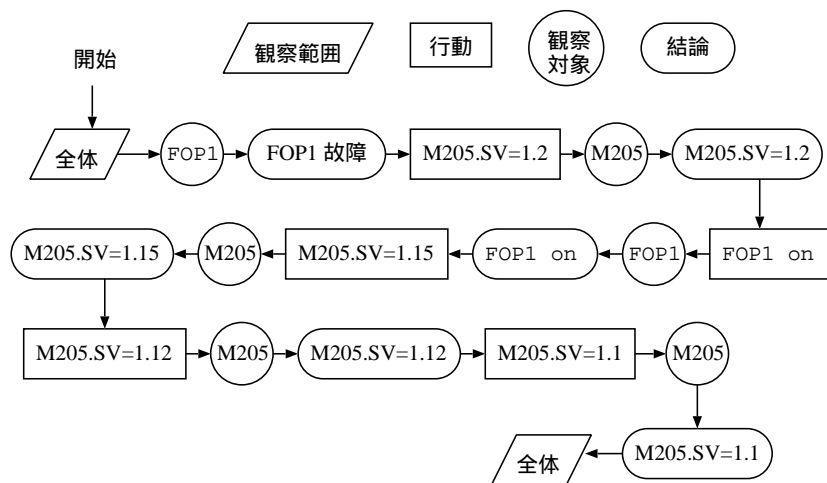 開始
観察範囲
行動
観察
対象
結論
全体
FOP1
FOP1 故障
M205.SV=1.2
M205
M205.SV=1.2
M205.SV=1.15
M205
M205.SV=1.15
FOP1 on
FOP1
FOP1 on
M205.SV=1.12
M205
M205.SV=1.12
M205.SV=1.1
M205
全体
M205.SV=1.1